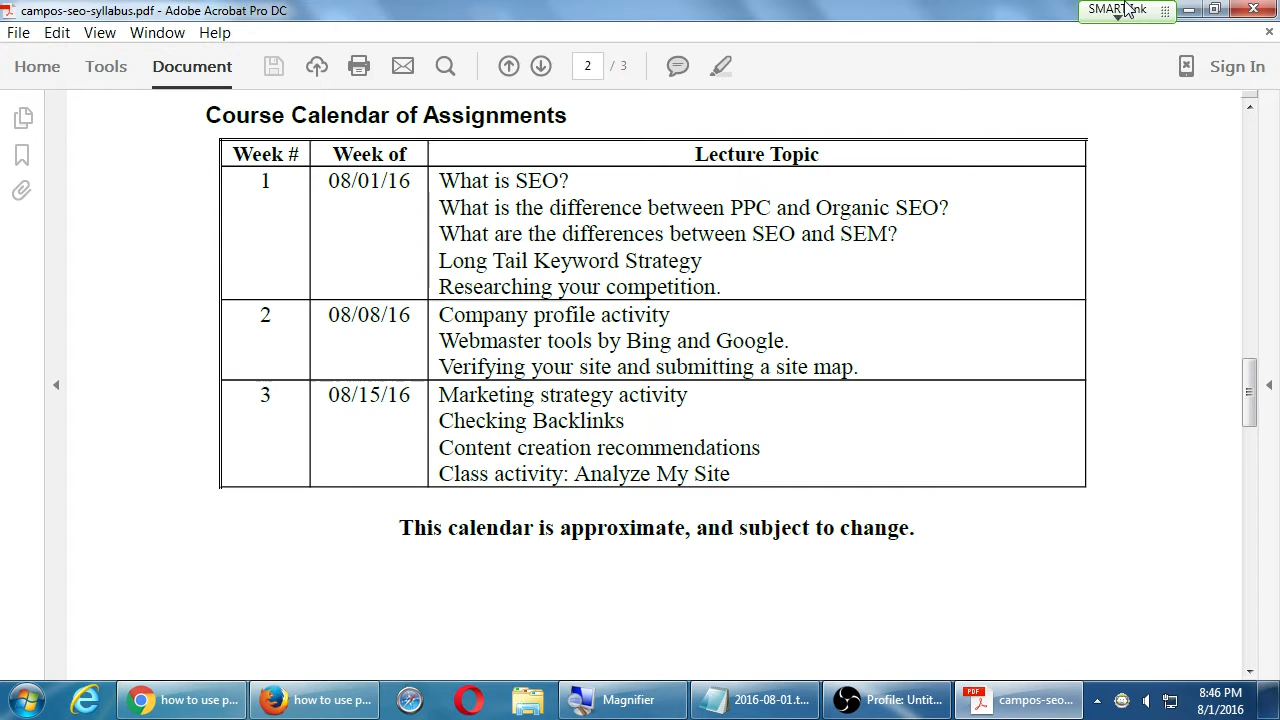 campos-seo-syllabus.pdf - Adobe Acrobat Pro DC
SMART Ink
File Edit View Window Help
Home Tools Document 2 / 3 Sign In
Course Calendar of Assignments
Week # Week of Lecture Topic
1 08/01/16 What is SEO?
What is the difference between PPC and Organic SEO?
What are the differences between SEO and SEM?
Long Tail Keyword Strategy
Researching your competition.
2 08/08/16 Company profile activity
Webmaster tools by Bing and Google.
Verifying your site and submitting a site map.
3 08/15/16 Marketing strategy activity
Checking Backlinks
Content creation recommendations
Class activity: Analyze My Site
This calendar is approximate, and subject to change.
how to use p... how to use p... Magnifier 2016-08-01.t... Profile: Untit... campos-seo... 8:46 PM
8/1/2016